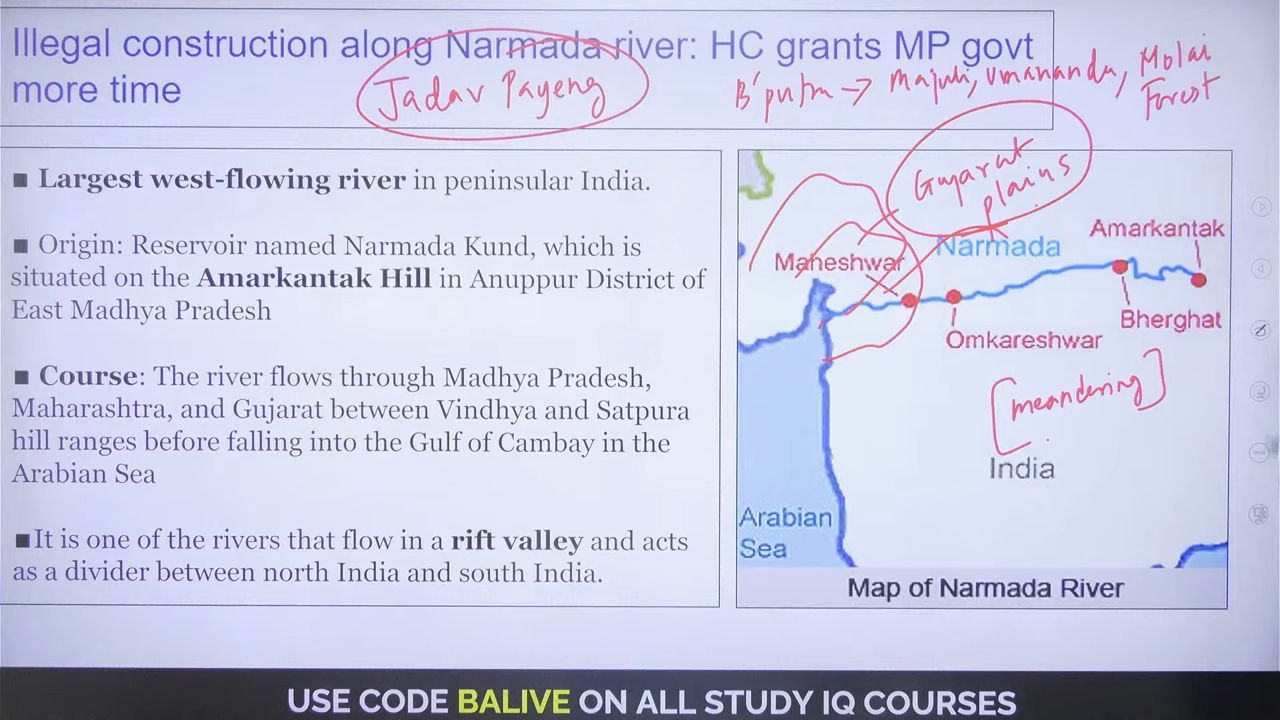 Illegal construction along Narmada river: HC grants MP govt
more time
Jadav Payeng
B'putra → Majuli, Umananda, Molai
Forest
■ Largest west-flowing river in peninsular India.
■ Origin: Reservoir named Narmada Kund, which is
situated on the Amarkantak Hill in Anuppur District of
East Madhya Pradesh
■ Course: The river flows through Madhya Pradesh,
Maharashtra, and Gujarat between Vindhya and Satpura
hill ranges before falling into the Gulf of Cambay in the
Arabian Sea
■It is one of the rivers that flow in a rift valley and acts
as a divider between north India and south India.
Gujarat
plains
Narmada
Amarkantak
Maheshwar
Bherghat
Omkareshwar
[meandering]
India
Arabian
Sea
Map of Narmada River
USE CODE BALIVE ON ALL STUDY IQ COURSES